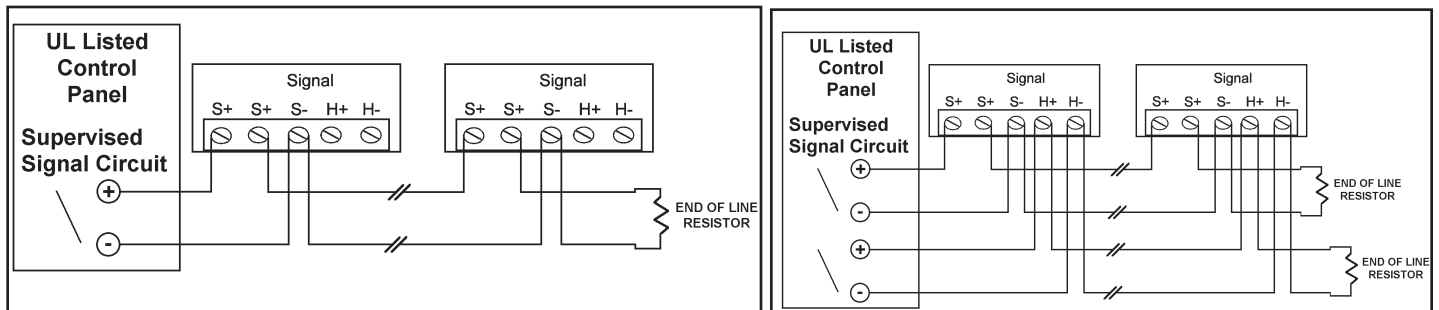 UL Listed
Control
Panel
Supervised
Signal Circuit
+
-
Signal
S+ S+ S- H+ H-
Signal
S+ S+ S- H+ H-
END OF LINE
RESISTOR
UL Listed
Control
Panel
Supervised
Signal Circuit
+
-
+
-
Signal
S+ S+ S- H+ H-
Signal
S+ S+ S- H+ H-
END OF LINE
RESISTOR
END OF LINE
RESISTOR